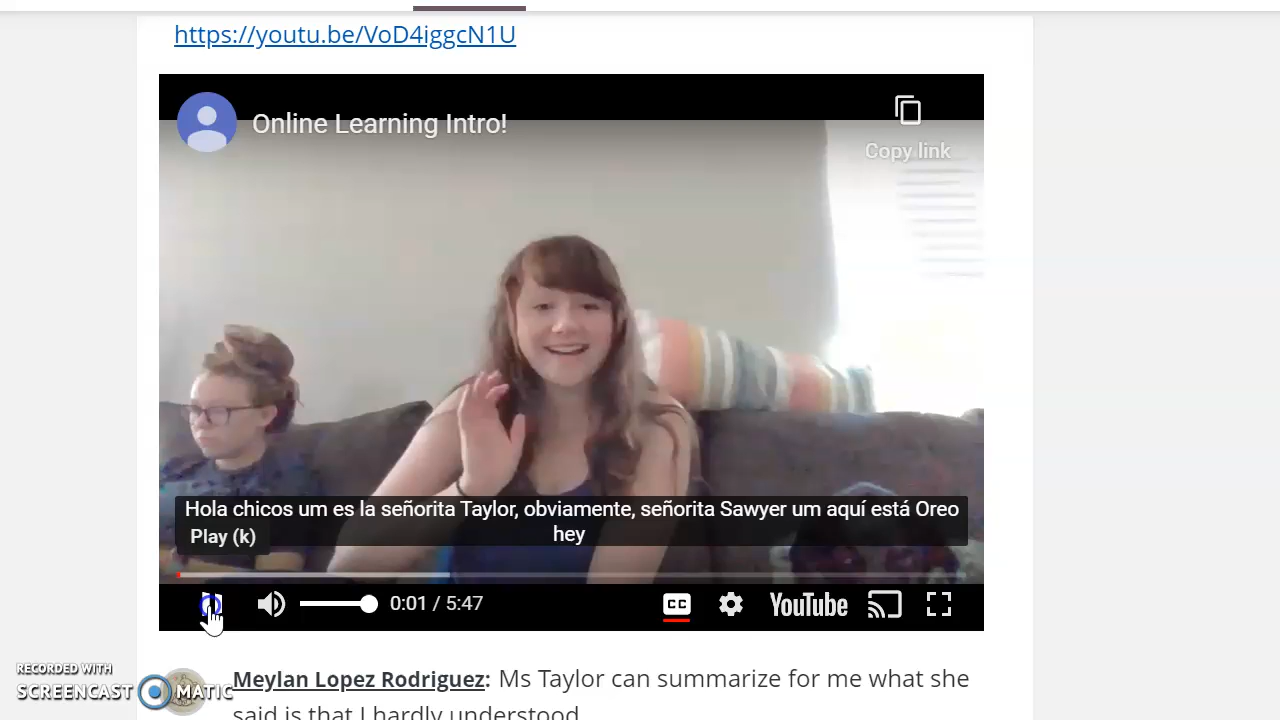 https://youtu.be/VoD4iggcN1U
Online Learning Intro!
Copy link
Hola chicos um es la señorita Taylor, obviamente, señorita Sawyer um aquí está Oreo
hey
Play (k)
0:01 / 5:47
CC
YouTube
RECORDED WITH
SCREENCAST MATIC
Meylan Lopez Rodriguez: Ms Taylor can summarize for me what she
said is that I hardly understood